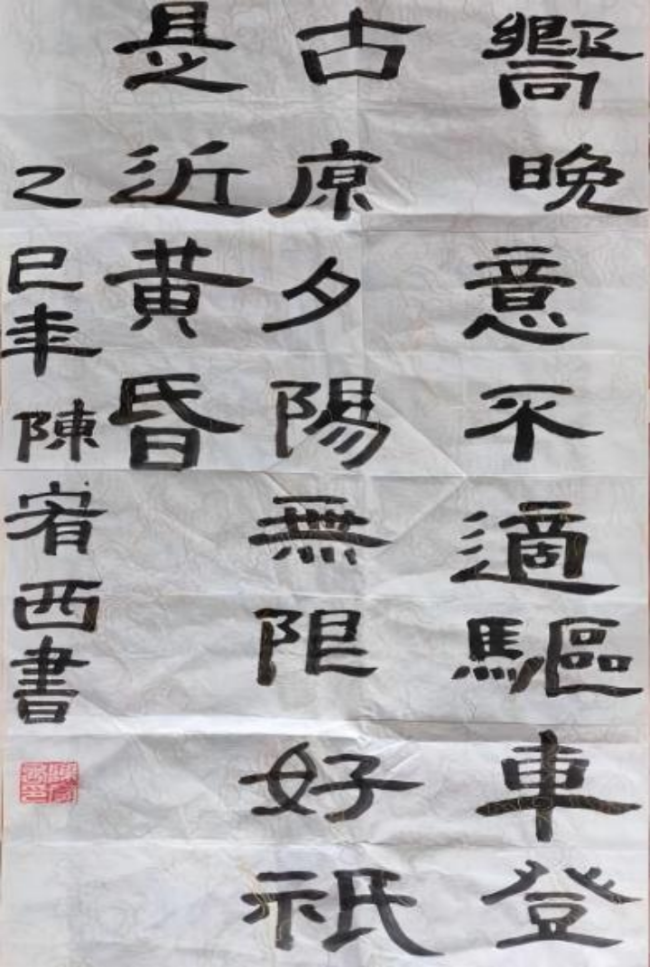 嚮晚意不適驅車登
古原夕陽無限好祇
是近黃昏
乙巳年陳宥西書